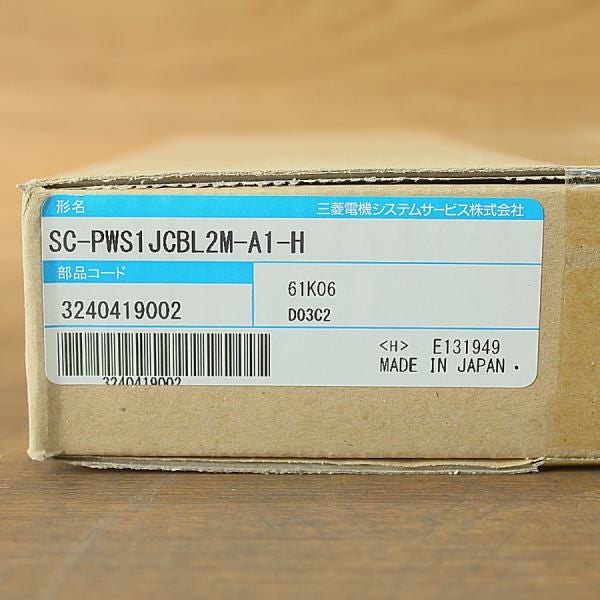 形名 三菱電機システムサービス株式会社
SC-PWS1JCBL2M-A1-H
部品コード
61K06
3240419002
D03C2
<H> E131949
3240419002 MADE IN JAPAN.